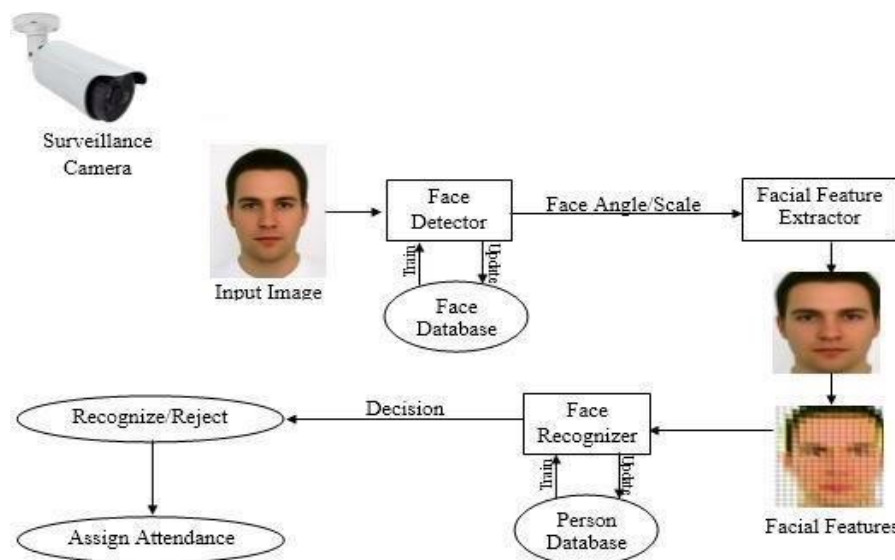 Surveillance
Camera
Input Image
Face
Detector
Face Angle/Scale
Facial Feature
Extractor
Train
Update
Face
Database
Recognize/Reject
Decision
Face
Recognizer
Train
Update
Assign Attendance
Person
Database
Facial Features